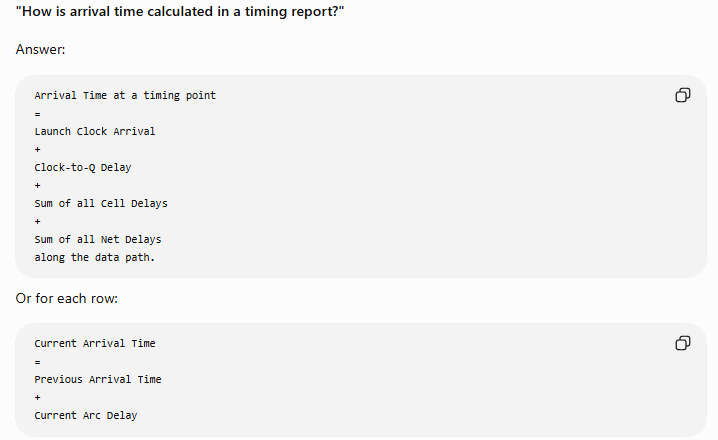 "How is arrival time calculated in a timing report?"
Answer:
Arrival Time at a timing point
=
Launch Clock Arrival
+
Clock-to-Q Delay
+
Sum of all Cell Delays
+
Sum of all Net Delays
along the data path.
Or for each row:
Current Arrival Time
=
Previous Arrival Time
+
Current Arc Delay